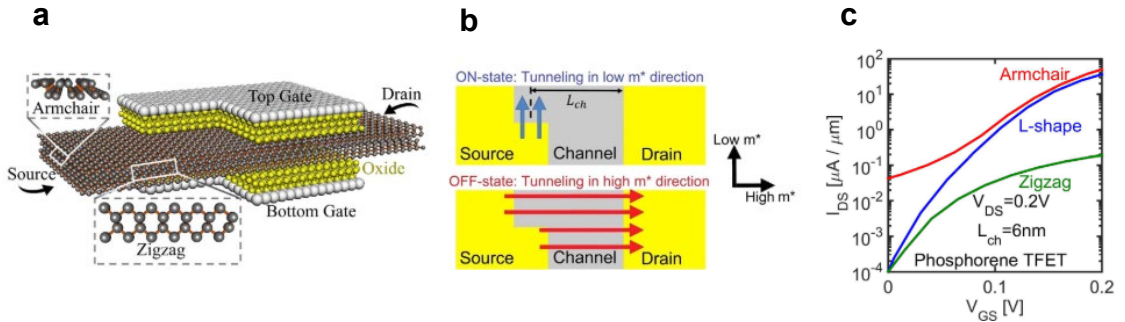 a
Armchair
Top Gate
Drain
Source
Oxide
Bottom Gate
Zigzag
b
ON-state: Tunneling in low m* direction
L_ch
Source Channel Drain
OFF-state: Tunneling in high m* direction
Source Channel Drain
Low m*
High m*
c
I_DS [µA / µm]
10^2
10^1
10^0
10^-1
10^-2
10^-3
10^-4
Armchair
L-shape
Zigzag
V_DS=0.2V
L_ch=6nm
Phosphorene TFET
0 0.1 0.2
V_GS [V]